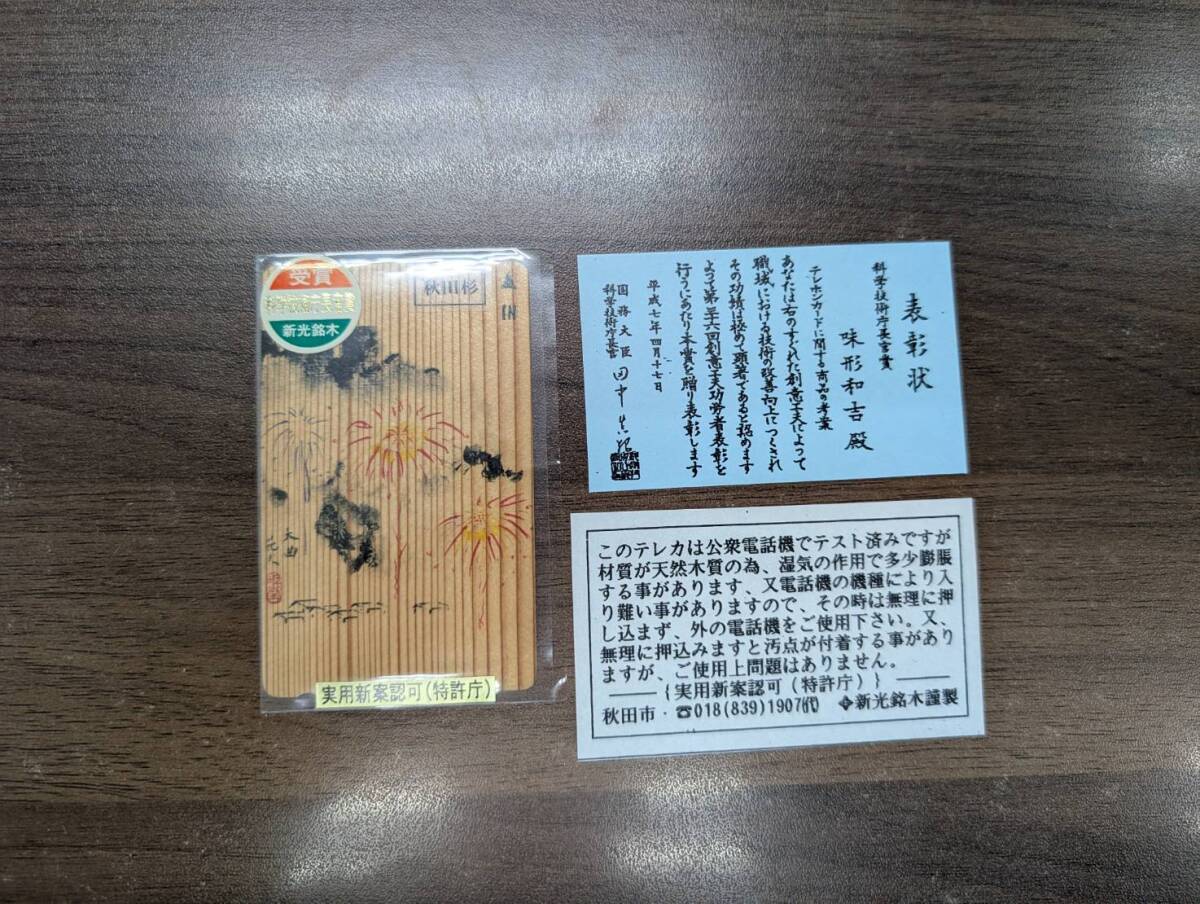 受賞
科学技術庁長官賞
新光銘木
秋田杉
大曲
花火
実用新案認可(特許庁)
表彰状
科学技術庁長官賞
味形和吉殿
テレホンカードに関する商品の考案
あなたは右のすぐれた創意工夫によって
職域における技術の改善向上につくされ
その功績は極めて顕著であると認めます
よって第三十六回創意工夫功労者表彰を
行うにあたり本賞を贈り表彰します
平成七年四月十七日
国務大臣
科学技術庁長官
田中眞紀
このテレカは公衆電話機でテスト済みですが
材質が天然木質の為、湿気の作用で多少膨脹
する事があります、又電話機の機種により入
り難い事がありますので、その時は無理に押
し込まず、外の電話機をご使用下さい。又、
無理に押込みますと汚点が付着する事があり
ますが、ご使用上問題はありません。
{実用新案認可(特許庁)}
秋田市・☎018(839)1907㈹ 新光銘木謹製